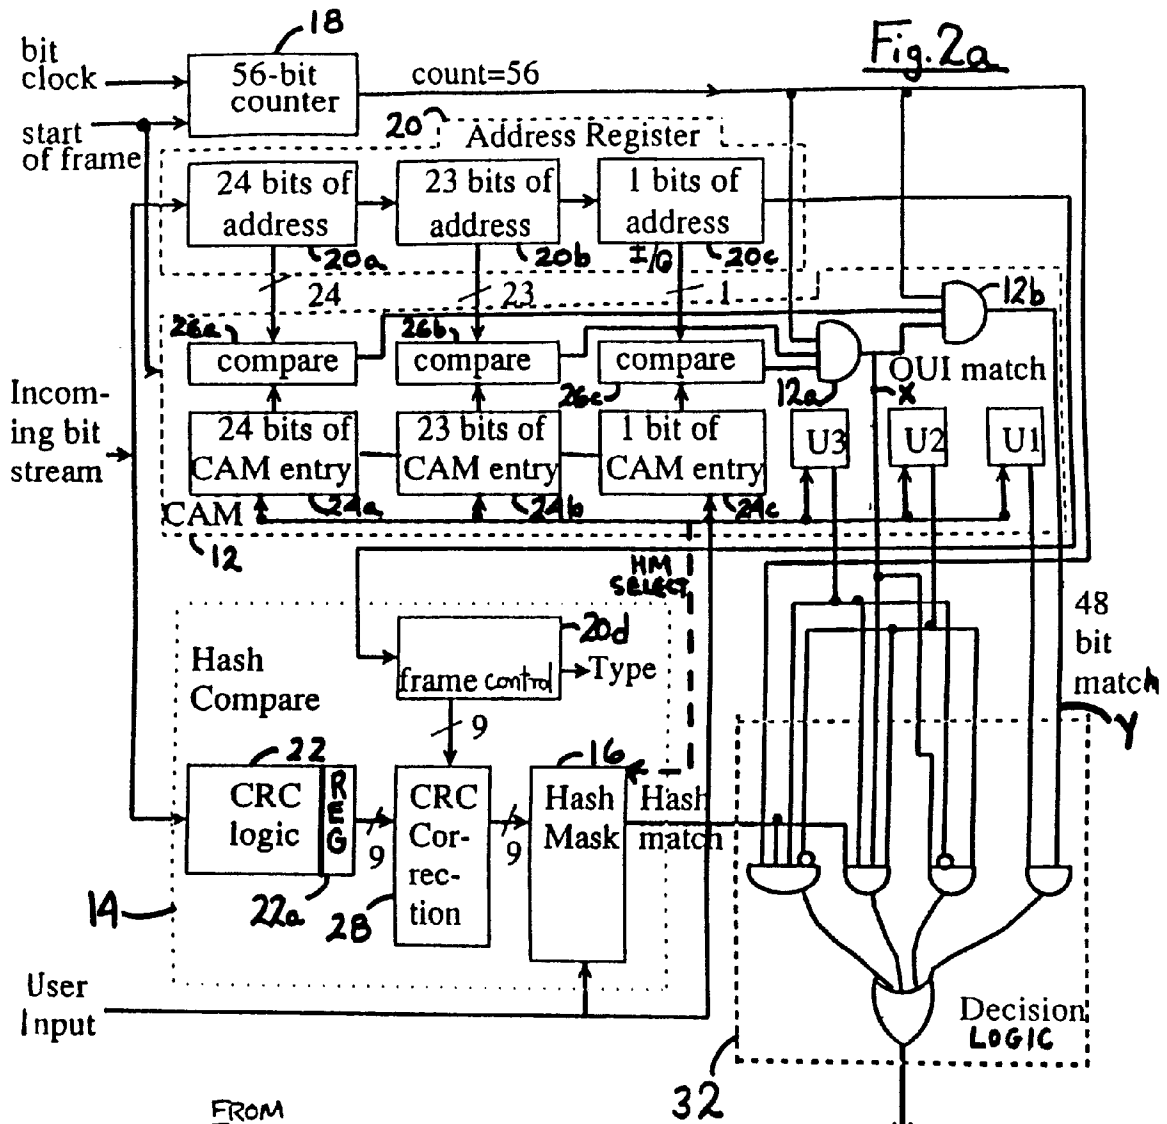 18
Fig. 2a
bit
clock
56-bit
counter
count=56
start
of frame
20
Address Register
24 bits of
address
23 bits of
address
1 bits of
address
20a
20b
I/G
20c
24
23
1
12b
26a
compare
26b
compare
compare
26c
12a
OUI match
x
Incom-
ing bit
stream
24 bits of
CAM entry
23 bits of
CAM entry
1 bit of
CAM entry
U3
U2
U1
24a
24b
24c
CAM
12
HM
SELECT
48
bit
match
Y
Hash
Compare
20d
frame control
Type
9
22
CRC
logic
REG
9
22a
CRC
Cor-
rec-
tion
28
9
16
Hash
Mask
Hash
match
14
User
Input
Decision
LOGIC
32
FROM